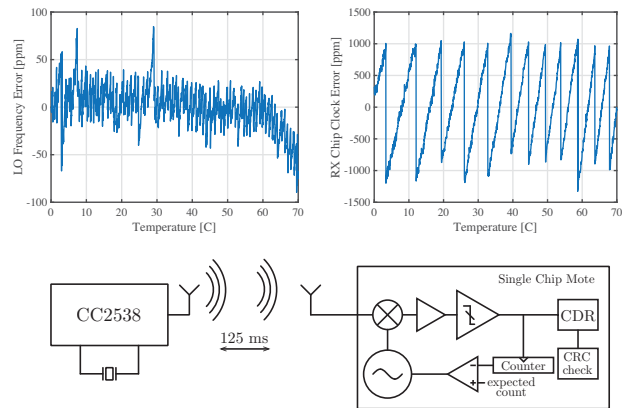 100
50
0
-50
-100
0 10 20 30 40 50 60 70
Temperature [C]
LO Frequency Error [ppm]
1500
1000
500
0
-500
-1000
-1500
0 10 20 30 40 50 60 70
Temperature [C]
RX Chip Clock Error [ppm]
CC2538
125 ms
Single Chip Mote
CDR
CRC
check
Counter
expected
count